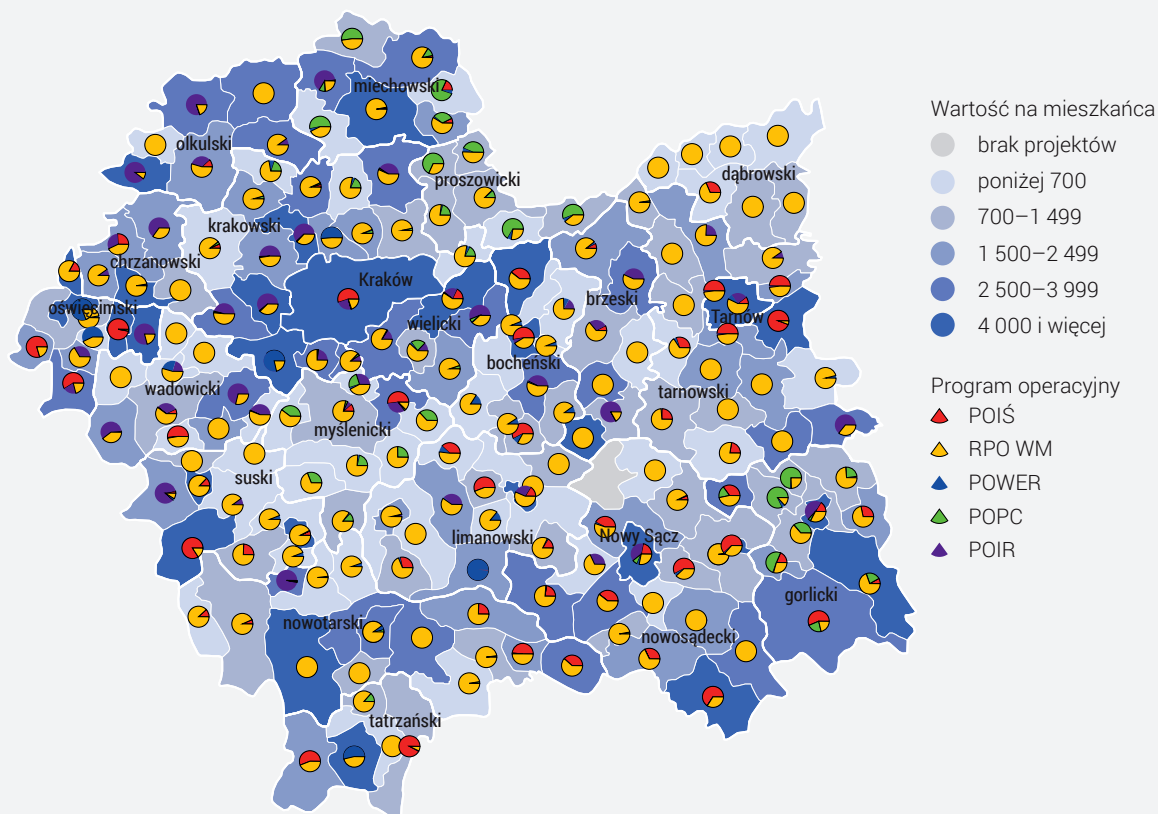 miechowski
olkulski
proszowicki
dąbrowski
krakowski
chrzanowski
Kraków
oświęcimski
wielicki
brzeski
Tarnów
bocheński
wadowicki
tarnowski
myślenicki
suski
limanowski
Nowy Sącz
gorlicki
nowotarski
nowosądecki
tatrzański
Wartość na mieszkańca
brak projektów
poniżej 700
700–1 499
1 500–2 499
2 500–3 999
4 000 i więcej
Program operacyjny
POIŚ
RPO WM
POWER
POPC
POIR